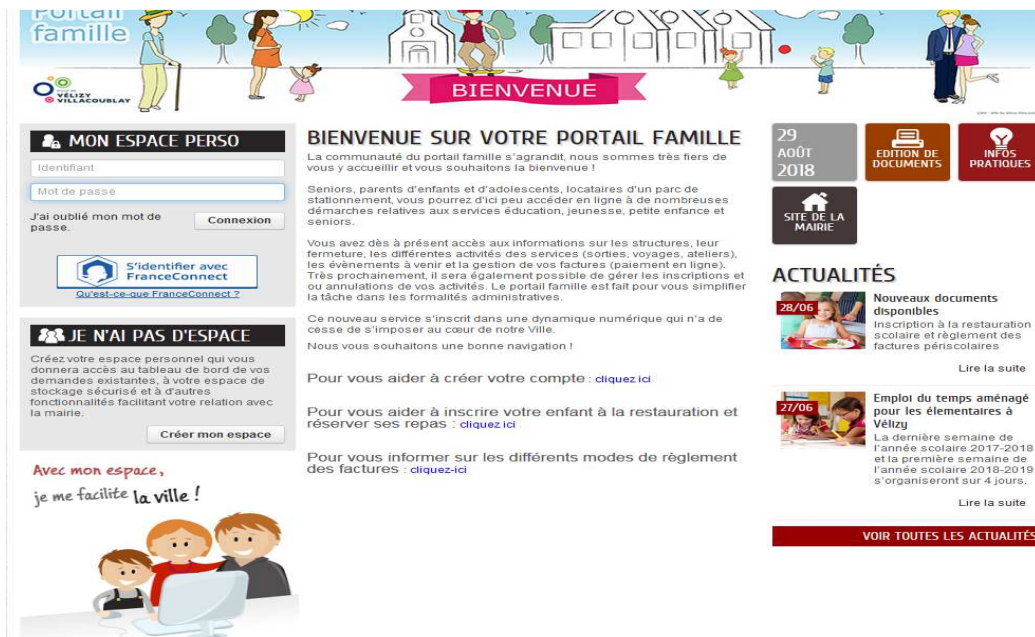 Portail
famille
VILLE DE
VÉLIZY
VILLACOUBLAY
BIENVENUE
MON ESPACE PERSO
Identifiant
Mot de passe
J'ai oublié mon mot de
passe.
Connexion
S'identifier avec
FranceConnect
Qu'est-ce-que FranceConnect ?
JE N'AI PAS D'ESPACE
Créez votre espace personnel qui vous
donnera accès au tableau de bord de vos
demandes existantes, à votre espace de
stockage sécurisé et à d'autres
fonctionnalités facilitant votre relation avec
la mairie.
Créer mon espace
Avec mon espace,
je me facilite la ville !
BIENVENUE SUR VOTRE PORTAIL FAMILLE
La communauté du portail famille s'agrandit, nous sommes très fiers de
vous y accueillir et vous souhaitons la bienvenue !
Seniors, parents d'enfants et d'adolescents, locataires d'un parc de
stationnement, vous pourrez d'ici peu accéder en ligne à de nombreuses
démarches relatives aux services éducation, jeunesse, petite enfance et
seniors.
Vous avez dès à présent accès aux informations sur les structures, leur
fermeture, les différentes activités des services (sorties, voyages, ateliers),
les évènements à venir et la gestion de vos factures (paiement en ligne).
Très prochainement, il sera également possible de gérer les inscriptions et
ou annulations de vos activités. Le portail famille est fait pour vous simplifier
la tâche dans les formalités administratives.
Ce nouveau service s'inscrit dans une dynamique numérique qui n'a de
cesse de s'imposer au cœur de notre Ville.
Nous vous souhaitons une bonne navigation !
Pour vous aider à créer votre compte : cliquez ici
Pour vous aider à inscrire votre enfant à la restauration et
réserver ses repas : cliquez ici
Pour vous informer sur les différents modes de règlement
des factures : cliquez-ici
29
AOÛT
2018
EDITION DE
DOCUMENTS
INFOS
PRATIQUES
SITE DE LA
MAIRIE
ACTUALITÉS
28/06
Nouveaux documents
disponibles
Inscription à la restauration
scolaire et règlement des
factures périscolaires
Lire la suite
27/06
Emploi du temps aménagé
pour les élementaires à
Vélizy
La dernière semaine de
l'année scolaire 2017-2018
et la première semaine de
l'année scolaire 2018-2019
s'organiseront sur 4 jours.
Lire la suite
VOIR TOUTES LES ACTUALITÉS